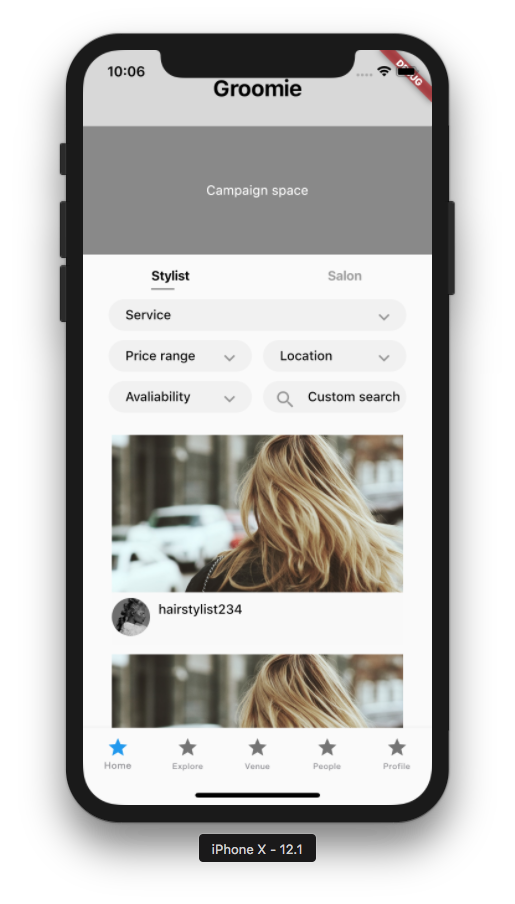 10:06
DEBUG
Groomie
Campaign space
Stylist Salon
Service
Price range Location
Avaliability Custom search
hairstylist234
Home Explore Venue People Profile
iPhone X - 12.1